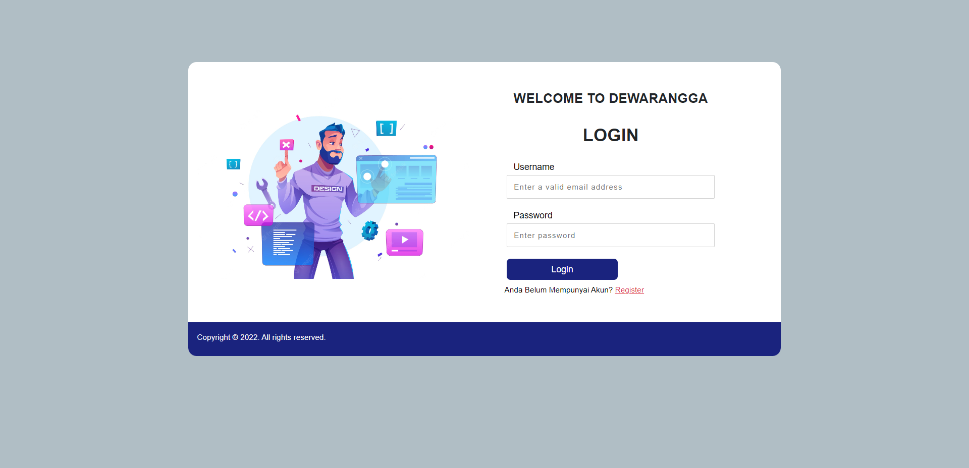 WELCOME TO DEWARANGGA
LOGIN
Username
Enter a valid email address
Password
Enter password
Login
Anda Belum Mempunyai Akun? Register
DESIGN
Copyright © 2022. All rights reserved.